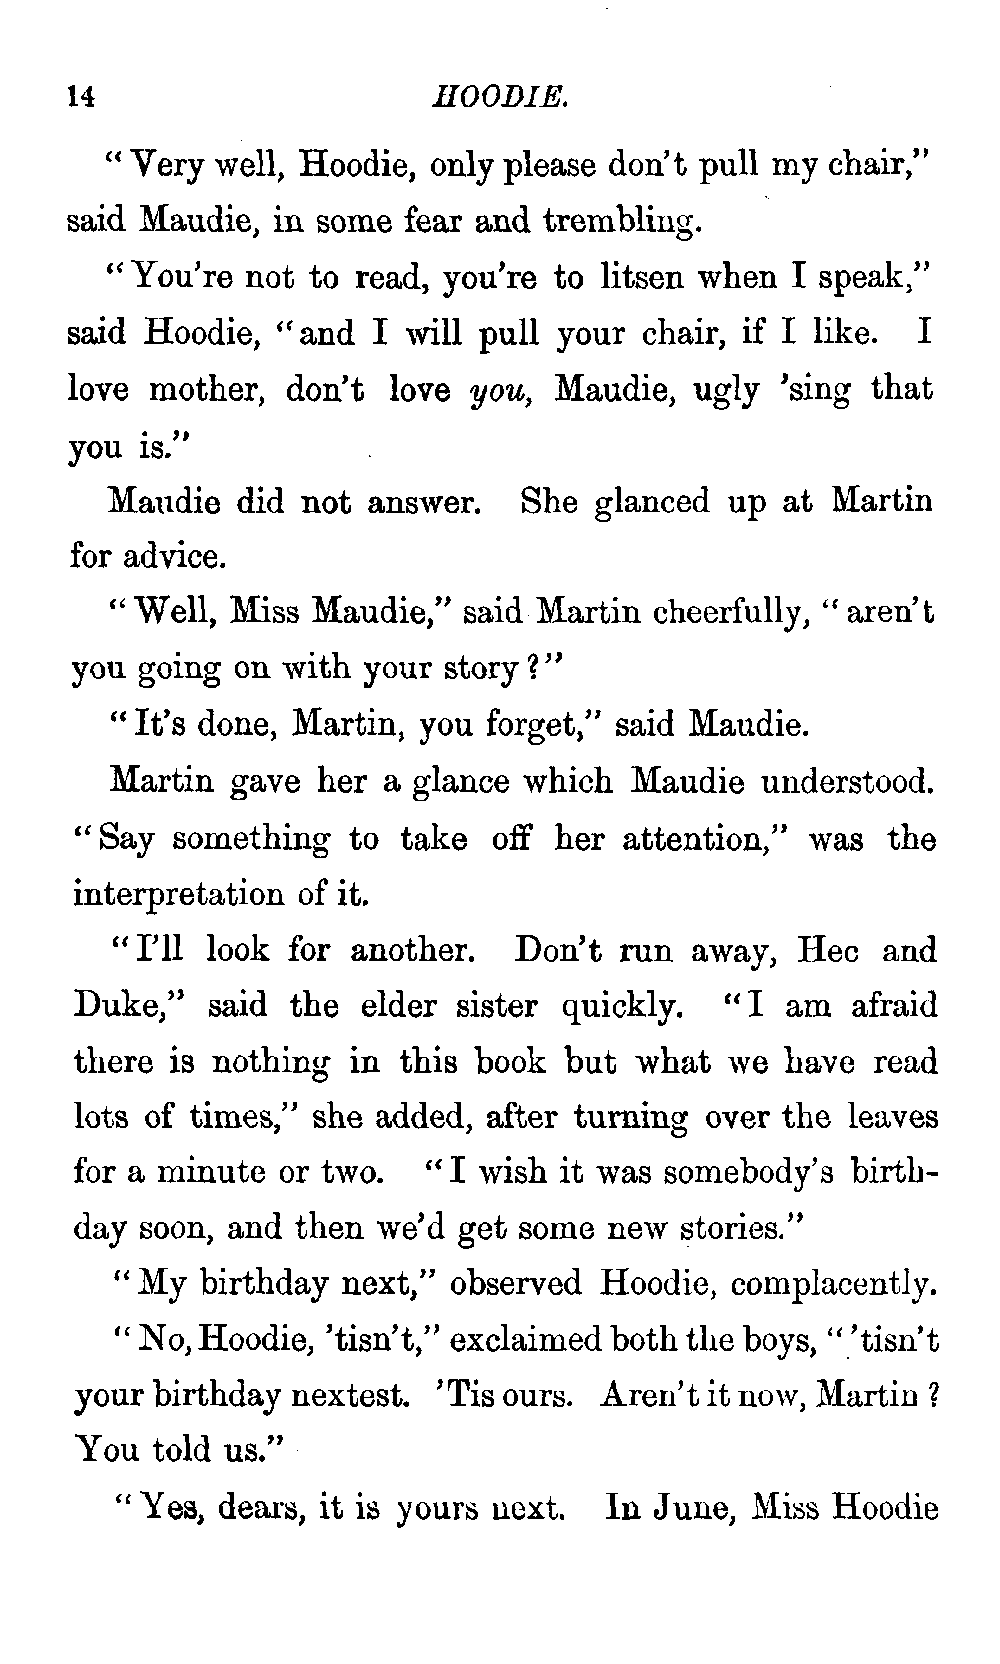 14 HOODIE.
“Very well, Hoodie, only please don’t pull my chair,”
said Maudie, in some fear and trembling.
“You’re not to read, you’re to litsen when I speak,”
said Hoodie, “and I will pull your chair, if I like. I
love mother, don’t love you, Maudie, ugly ’sing that
you is.”
Maudie did not answer. She glanced up at Martin
for advice.
“Well, Miss Maudie,” said Martin cheerfully, “aren’t
you going on with your story?”
“It’s done, Martin, you forget,” said Maudie.
Martin gave her a glance which Maudie understood.
“Say something to take off her attention,” was the
interpretation of it.
“I’ll look for another. Don’t run away, Hec and
Duke,” said the elder sister quickly. “I am afraid
there is nothing in this book but what we have read
lots of times,” she added, after turning over the leaves
for a minute or two. “I wish it was somebody’s birth-
day soon, and then we’d get some new stories.”
“My birthday next,” observed Hoodie, complacently.
“No, Hoodie, ’tisn’t,” exclaimed both the boys, “’tisn’t
your birthday nextest. ’Tis ours. Aren’t it now, Martin?
You told us.”
“Yes, dears, it is yours next. In June, Miss Hoodie